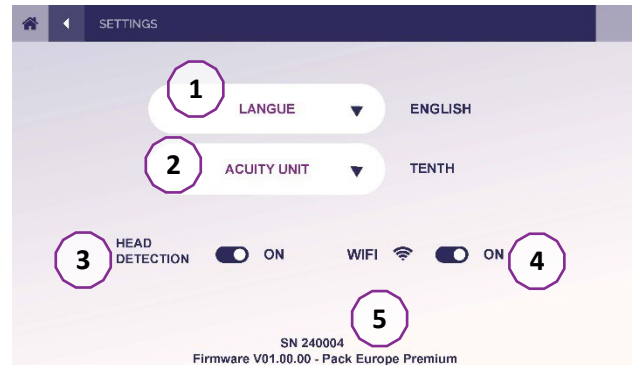 SETTINGS
1
LANGUE ENGLISH
2
ACUITY UNIT TENTH
3
HEAD
DETECTION ON WIFI ON
4
5
SN 240004
Firmware V01.00.00 - Pack Europe Premium